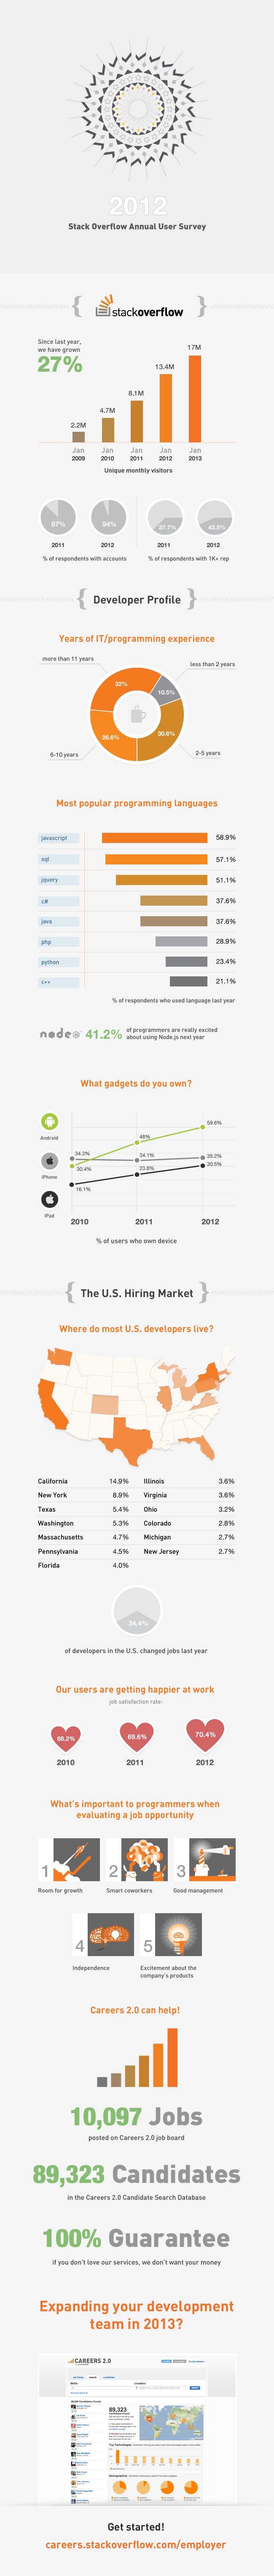 2012
Stack Overflow Annual User Survey
stackoverflow
Since last year,
we have grown
27%
2.2M
4.7M
8.1M
13.4M
17M
Jan Jan Jan Jan Jan
2009 2010 2011 2012 2013
Unique monthly visitors
87% 94% 37.7% 43.5%
2011 2012 2011 2012
% of respondents with accounts
% of respondents with 1K+ rep
Developer Profile
Years of IT/programming experience
more than 11 years
less than 2 years
32%
10.5%
26.6%
30.8%
6-10 years
2-5 years
Most popular programming languages
javascript 58.9%
sql 57.1%
jquery 51.1%
c# 37.6%
java 37.6%
php 28.9%
python 23.4%
c++ 21.1%
% of respondents who used language last year
node 41.2% of programmers are really excited
about using Node.js next year
What gadgets do you own?
Android
iPhone
iPad
34.3%
30.4%
16.1%
48%
34.1%
23.8%
59.6%
35.2%
30.5%
2010 2011 2012
% of users who own device
The U.S. Hiring Market
Where do most U.S. developers live?
California 14.9% Illinois 3.6%
New York 8.9% Virginia 3.6%
Texas 5.4% Ohio 3.2%
Washington 5.3% Colorado 2.8%
Massachusetts 4.7% Michigan 2.7%
Pennsylvania 4.5% New Jersey 2.7%
Florida 4.0%
34.4%
of developers in the U.S. changed jobs last year
Our users are getting happier at work
job satisfaction rate:
68.2% 69.6% 70.4%
2010 2011 2012
What's important to programmers when
evaluating a job opportunity
1 2 3
Room for growth Smart coworkers Good management
4 5
Independence Excitement about the
company's products
Careers 2.0 can help!
10,097 Jobs
posted on Careers 2.0 job board
89,323 Candidates
in the Careers 2.0 Candidate Search Database
100% Guarantee
if you don't love our services, we don't want your money
Expanding your development
team in 2013?
CAREERS 2.0
89,323
Get started!
careers.stackoverflow.com/employer